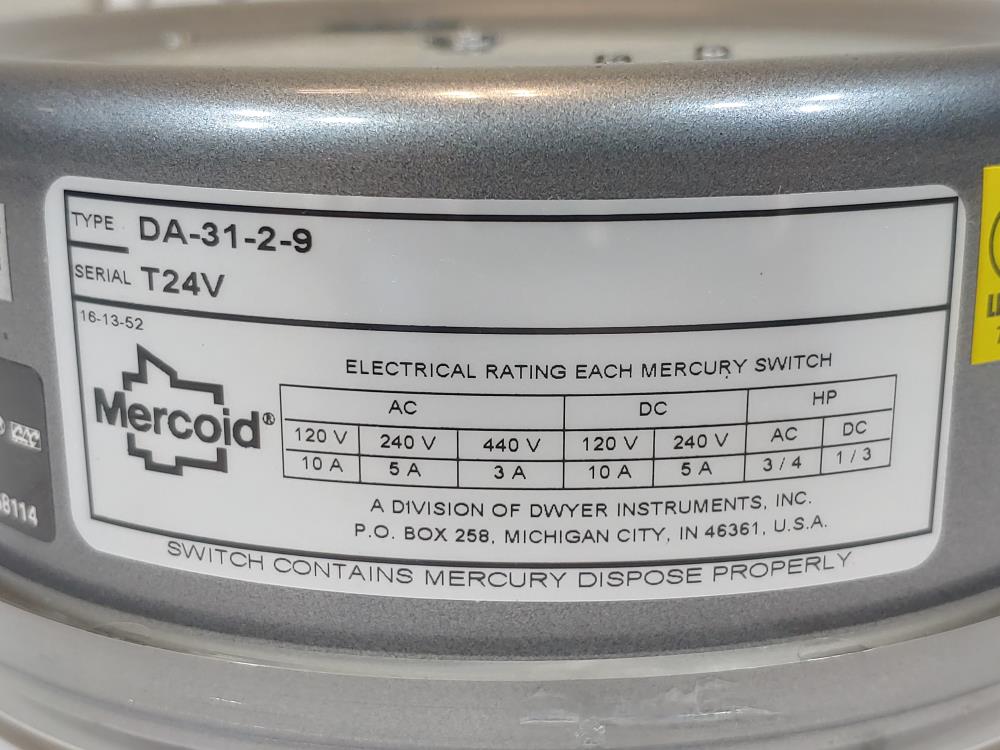 TYPE DA-31-2-9
SERIAL T24V
16-13-52
Mercoid®
ELECTRICAL RATING EACH MERCURY SWITCH
AC DC HP
120 V 240 V 440 V 120 V 240 V AC DC
10 A 5 A 3 A 10 A 5 A 3 / 4 1 / 3
A DIVISION OF DWYER INSTRUMENTS, INC.
P.O. BOX 258, MICHIGAN CITY, IN 46361, U.S.A.
SWITCH CONTAINS MERCURY DISPOSE PROPERLY
8114